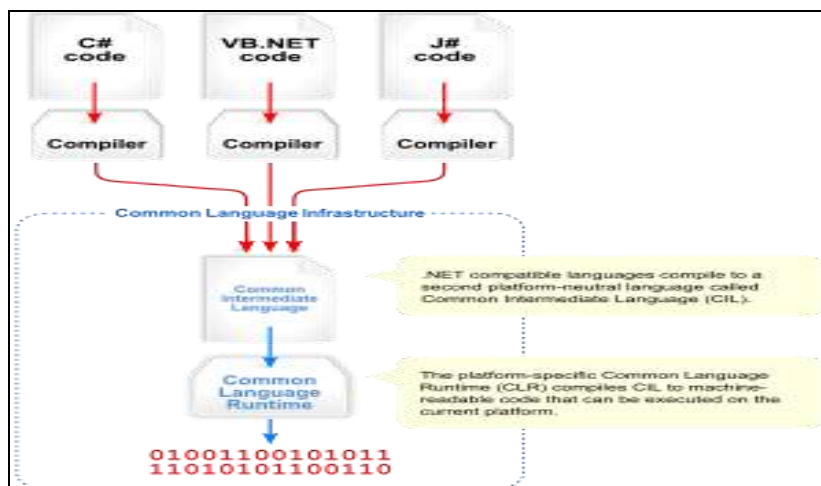 C#
code
VB.NET
code
J#
code
Compiler
Compiler
Compiler
Common Language Infrastructure
Common
Intermediate
Language
.NET compatible languages compile to a
second platform-neutral language called
Common Intermediate Language (CIL).
Common
Language
Runtime
The platform-specific Common Language
Runtime (CLR) compiles CIL to machine-
readable code that can be executed on the
current platform.
01001100101011
11010101100110